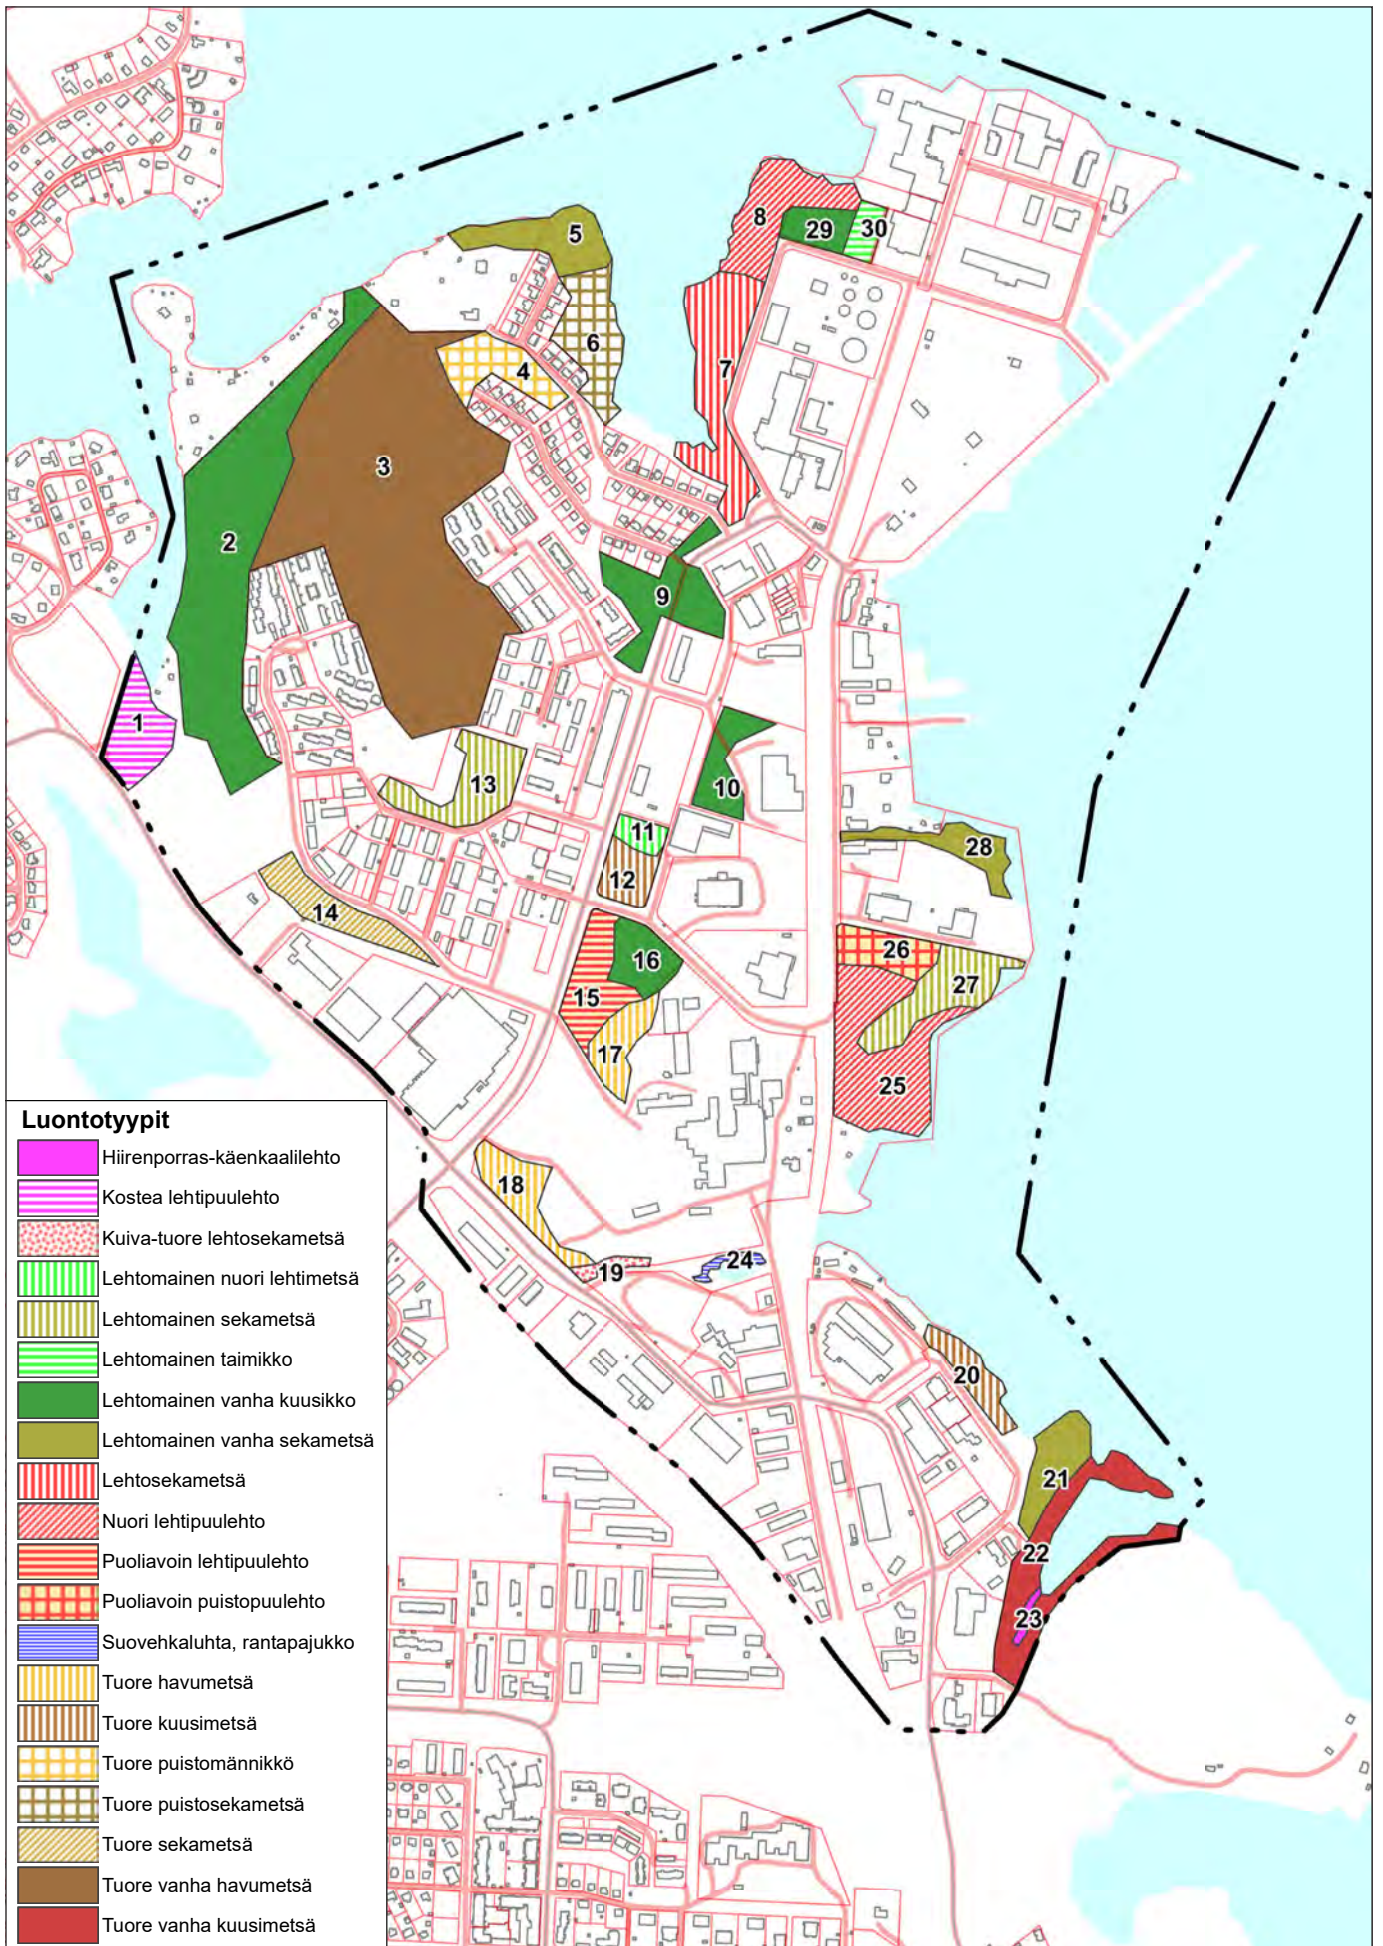 8
29
30
5
6
7
4
3
2
9
1
13
10
11
12
28
14
16
26
15
27
17
25
18
19
24
20
21
22
23
Luontotyypit
Hiirenporras-käenkaalilehto
Kostea lehtipuulehto
Kuiva-tuore lehtosekametsä
Lehtomainen nuori lehtimetsä
Lehtomainen sekametsä
Lehtomainen taimikko
Lehtomainen vanha kuusikko
Lehtomainen vanha sekametsä
Lehtosekametsä
Nuori lehtipuulehto
Puoliavoin lehtipuulehto
Puoliavoin puistopuulehto
Suovehkaluhta, rantapajukko
Tuore havumetsä
Tuore kuusimetsä
Tuore puistomännikkö
Tuore puistosekametsä
Tuore sekametsä
Tuore vanha havumetsä
Tuore vanha kuusimetsä